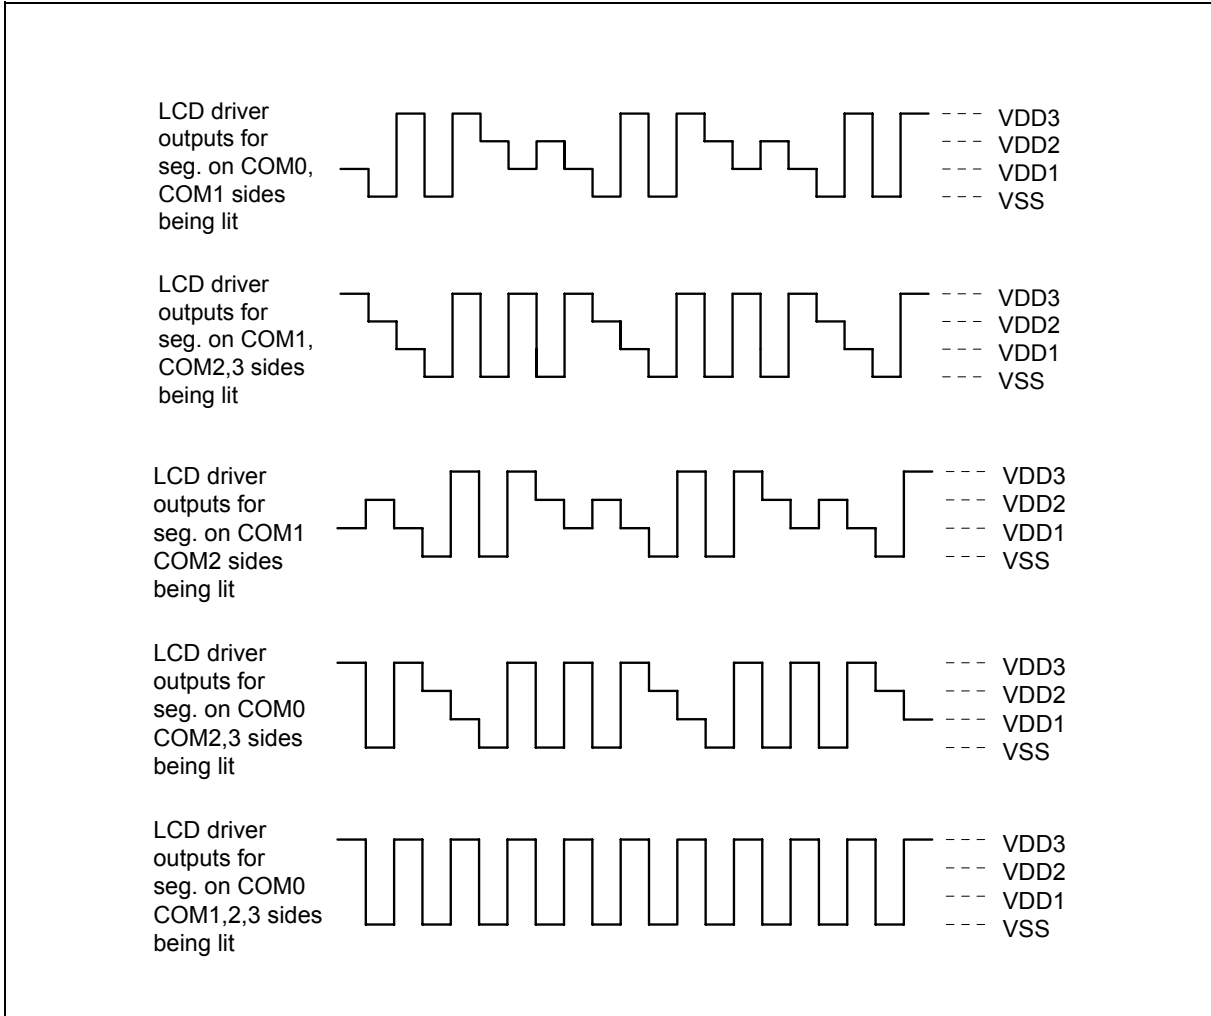 LCD driver
outputs for
seg. on COM0,
COM1 sides
being lit
VDD3
VDD2
VDD1
VSS
LCD driver
outputs for
seg. on COM1,
COM2,3 sides
being lit
VDD3
VDD2
VDD1
VSS
LCD driver
outputs for
seg. on COM1
COM2 sides
being lit
VDD3
VDD2
VDD1
VSS
LCD driver
outputs for
seg. on COM0
COM2,3 sides
being lit
VDD3
VDD2
VDD1
VSS
LCD driver
outputs for
seg. on COM0
COM1,2,3 sides
being lit
VDD3
VDD2
VDD1
VSS